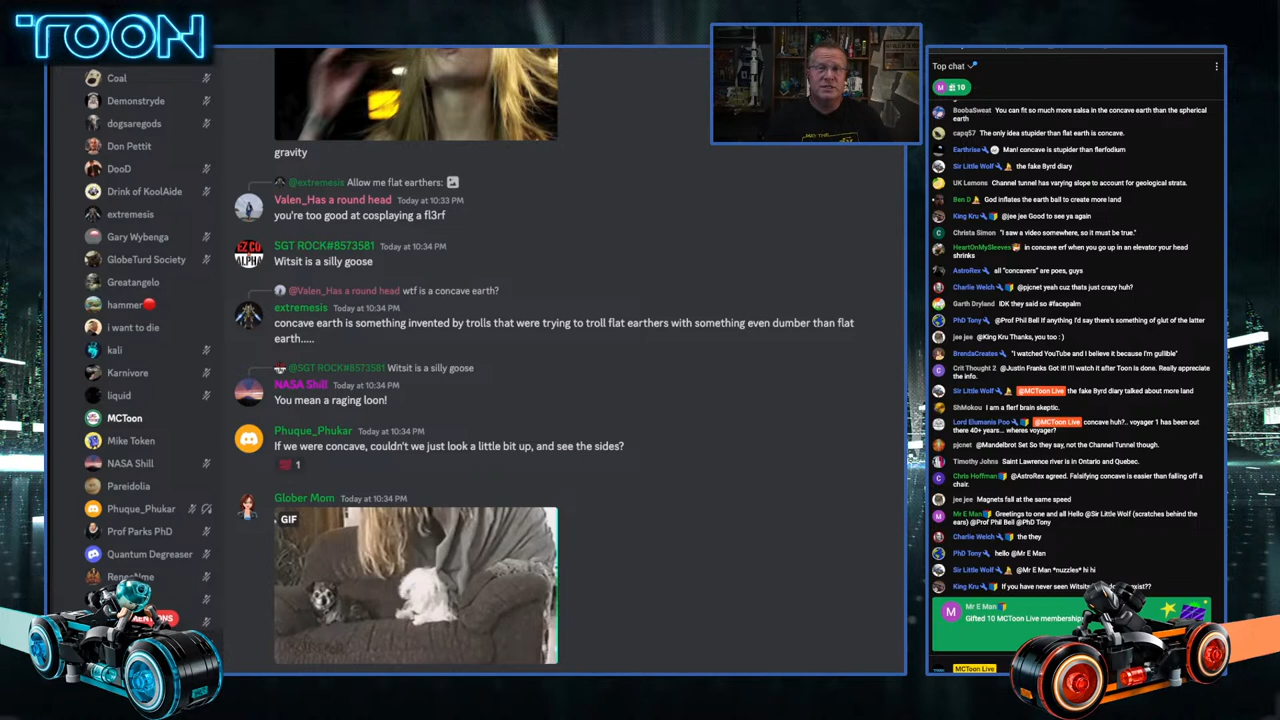 TOON
Coal
Demonstryde
dogsaregods
Don Pettit
DooD
Drink of KoolAide
extremesis
Gary Wybenga
GlobeTurd Society
Greatangelo
hammer
i want to die
kali
Karnivore
liquid
MCToon
Mike Token
NASA Shill
Pareidolia
Phuque_Phukar
Prof Parks PhD
Quantum Degreaser
gravity
@extremesis Allow me flat earthers:
Valen_Has a round head Today at 10:33 PM
you're too good at cosplaying a fl3rf
SGT ROCK#8573581 Today at 10:34 PM
Witsit is a silly goose
@Valen_Has a round head wtf is a concave earth?
extremesis Today at 10:34 PM
concave earth is something invented by trolls that were trying to troll flat earthers with something even dumber than flat
earth.....
@SGT ROCK#8573581 Witsit is a silly goose
NASA Shill Today at 10:34 PM
You mean a raging loon!
Phuque_Phukar Today at 10:34 PM
If we were concave, couldn't we just look a little bit up, and see the sides?
1
Glober Mom Today at 10:34 PM
GIF
Top chat
M 10
BoobaSweat You can fit so much more salsa in the concave earth than the spherical
earth
capq57 The only idea stupider than flat earth is concave.
Earthrise Man! concave is stupider than flerfodium
Sir Little Wolf the fake Byrd diary
UK Lemons Channel tunnel has varying slope to account for geological strata.
Ben D God inflates the earth ball to create more land
King Kru @jee jee Good to see ya again
Christa Simon "I saw a video somewhere, so it must be true."
HeartOnMySleeves in concave erf when you go up in an elevator your head
shrinks
AstroRex all "concavers" are poes, guys
Charlie Welch @pjcnet yeah cuz thats just crazy huh?
Garth Dryland IDK they said so #facepalm
PhD Tony @Prof Phil Bell If anything I'd say there's something of glut of the latter
jee jee @King Kru Thanks, you too : )
BrendaCreates "I watched YouTube and I believe it because I'm gullible"
Crit Thought 2 @Justin Franks Got it! I'll watch it after Toon is done. Really appreciate
the info.
Sir Little Wolf @MCToon Live the fake Byrd diary talked about more land
ShMokou I am a flerf brain skeptic.
Lord Elumanis Poo @MCToon Live concave huh?.. voyager 1 has been
out there 40+ years... wheres voyager?
pjcnet @Mandelbrot Set So they say, not the Channel Tunnel though.
Timothy Johns Saint Lawrence river is in Ontario and Quebec.
Chris Hoffman @AstroRex agreed. Falsifying concave is easier than falling off a
chair.
jee jee Magnets fall at the same speed
Mr E Man Greetings to one and all Hello @Sir Little Wolf (scratches behind the
ears) @Prof Phil Bell @PhD Tony
Charlie Welch the they
PhD Tony hello @Mr E Man
Sir Little Wolf @Mr E Man *nuzzles* hi hi
King Kru If you have never seen Witsit
M Mr E Man
Gifted 10 MCToon Live memberships
MCToon Live